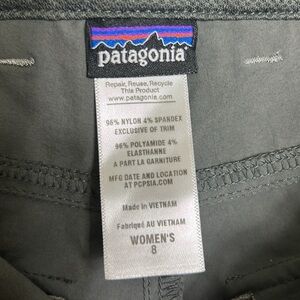 patagonia
Repair, Reuse, Recycle
This Product
www.patagonia.com
96% NYLON 4% SPANDEX
EXCLUSIVE OF TRIM
96% POLYAMIDE 4%
ELASTHANNE
A PART LA GARNITURE
MFG DATE AND LOCATION
AT PCPSIA.COM
Made in VIETNAM
Fabriqué AU VIETNAM
WOMEN'S
8